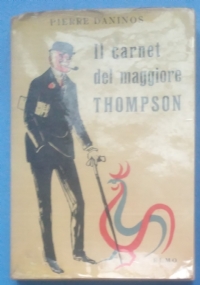 PIERRE DANINOS
Il carnet
del maggiore
THOMPSON